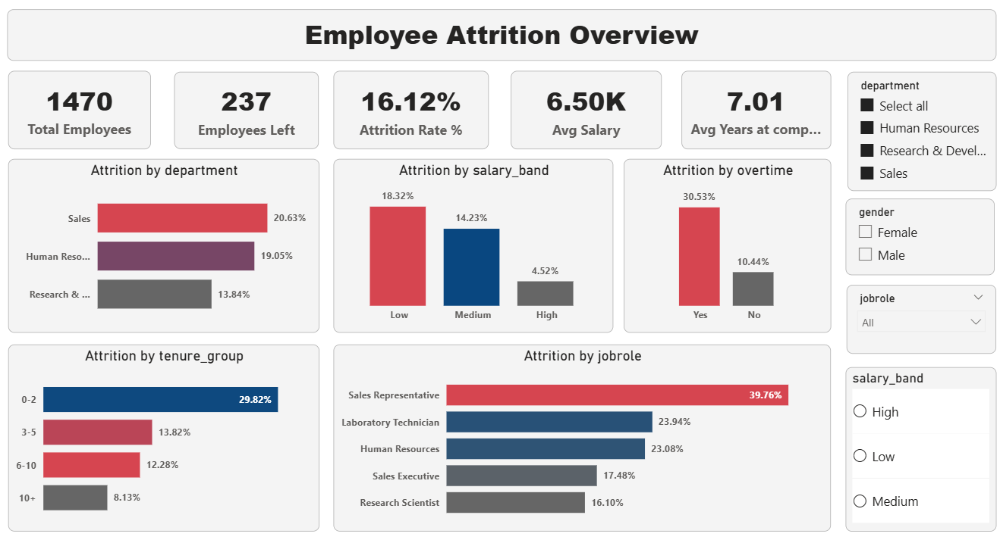 Employee Attrition Overview
1470
Total Employees
237
Employees Left
16.12%
Attrition Rate %
6.50K
Avg Salary
7.01
Avg Years at comp...
department
Select all
Human Resources
Research & Devel...
Sales
gender
Female
Male
jobrole
All
salary_band
High
Low
Medium
Attrition by department
Sales 20.63%
Human Reso... 19.05%
Research & ... 13.84%
Attrition by salary_band
18.32%
14.23%
4.52%
Low Medium High
Attrition by overtime
30.53%
10.44%
Yes No
Attrition by tenure_group
0-2 29.82%
3-5 13.82%
6-10 12.28%
10+ 8.13%
Attrition by jobrole
Sales Representative 39.76%
Laboratory Technician 23.94%
Human Resources 23.08%
Sales Executive 17.48%
Research Scientist 16.10%